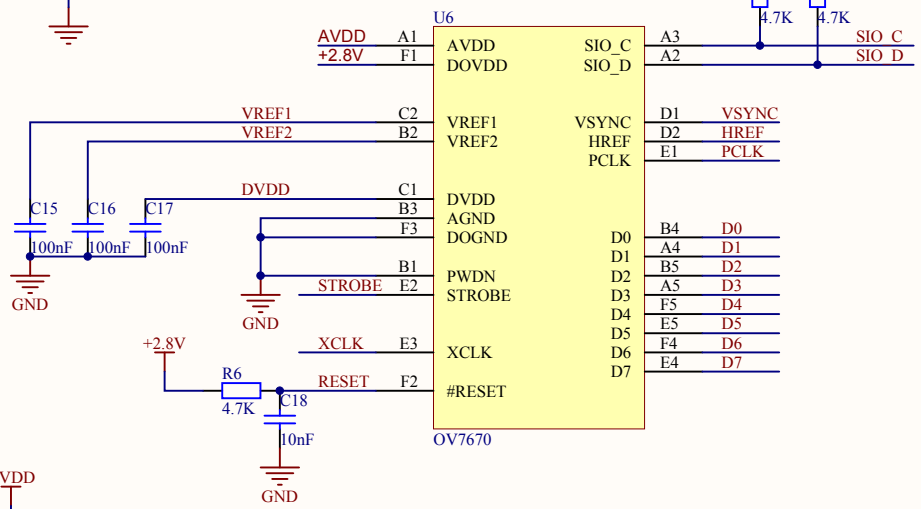 U6
4.7K 4.7K
AVDD A1 AVDD SIO_C A3 SIO_C
+2.8V F1 DOVDD SIO_D A2 SIO_D
VREF1 C2 VREF1 VSYNC D1 VSYNC
VREF2 B2 VREF2 HREF D2 HREF
PCLK E1 PCLK
DVDD C1 DVDD
C15 C16 C17 B3 AGND
F3 DOGND D0 B4 D0
100nF 100nF 100nF D1 A4 D1
B1 PWDN D2 B5 D2
STROBE E2 STROBE D3 A5 D3
GND D4 F5 D4
GND D5 E5 D5
+2.8V XCLK E3 XCLK D6 F4 D6
D7 E4 D7
R6 RESET F2 #RESET
4.7K C18
10nF OV7670
VDD
GND